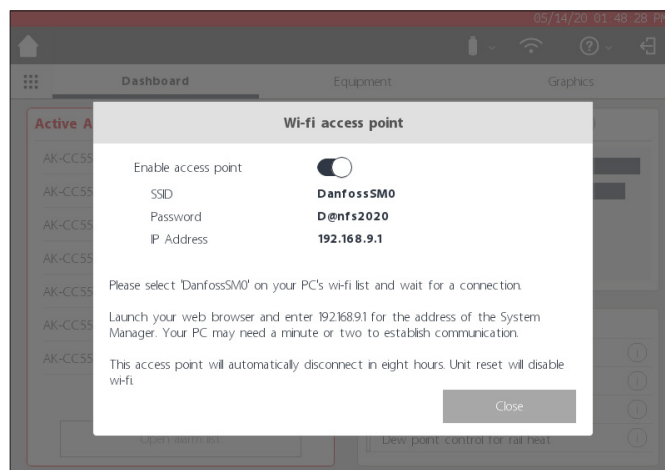 05/14/20 01:48:28 PM
Dashboard
Equipment
Graphics
Active A
Wi-fi access point
AK-CC55
Enable access point
AK-CC55
SSID
DanfossSM0
AK-CC55
Password
D@nfs2020
IP Address
192.168.9.1
AK-CC55
AK-CC55
Please select 'DanfossSM0' on your PC's wi-fi list and wait for a connection.
AK-CC55
Launch your web browser and enter 192.168.9.1 for the address of the System
Manager. Your PC may need a minute or two to establish communication.
AK-CC55
This access point will automatically disconnect in eight hours. Unit reset will disable
wi-fi.
Close
Open alarm list
Dew point control for rail heat